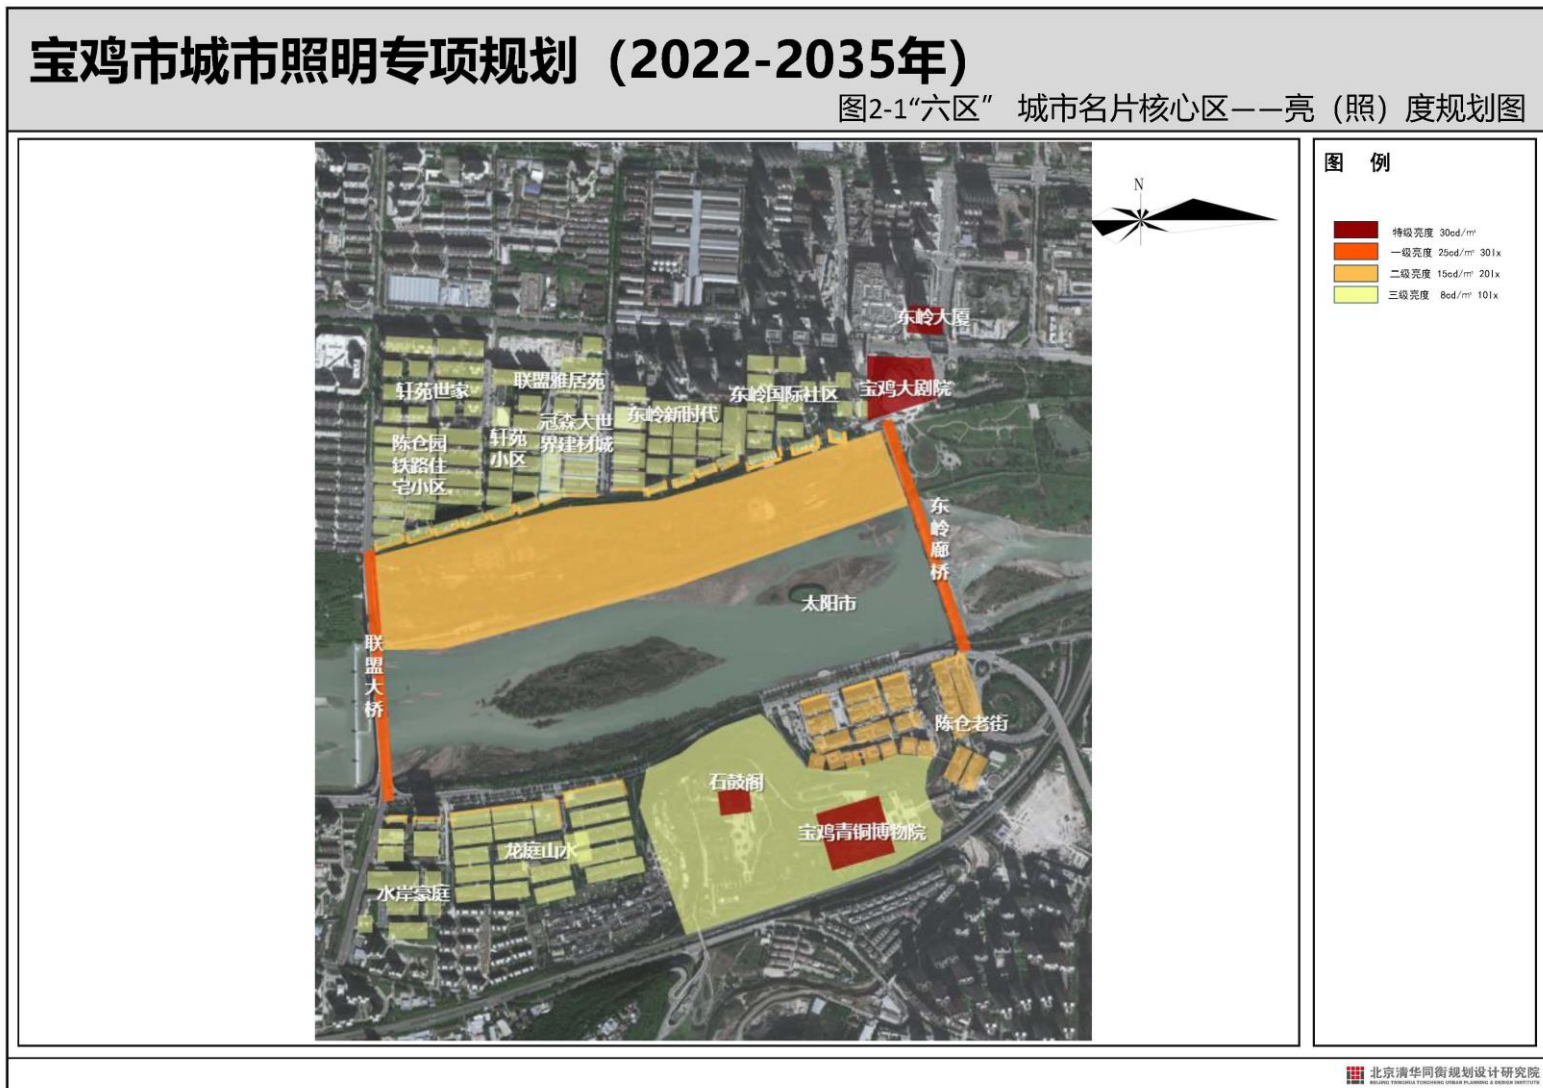 宝鸡市城市照明专项规划（2022-2035年）
图2-1“六区” 城市名片核心区——亮（照）度规划图
图 例
N
特级亮度 30cd/㎡
一级亮度 25cd/㎡ 30lx
二级亮度 15cd/㎡ 20lx
三级亮度 8cd/㎡ 10lx
东岭大厦
宝鸡大剧院
轩苑世家
联盟雅居苑
东岭国际社区
东岭新时代
冠森大世
界建材城
轩苑
小区
陈仓园
铁路住
宅小区
东岭廊桥
太阳市
联盟大桥
陈仓老街
石鼓阁
宝鸡青铜博物院
龙庭山水
水岸豪庭
北京清华同衡规划设计研究院
BEIJING TSINGHUA TONGHENG URBAN PLANNING & DESIGN INSTITUTE